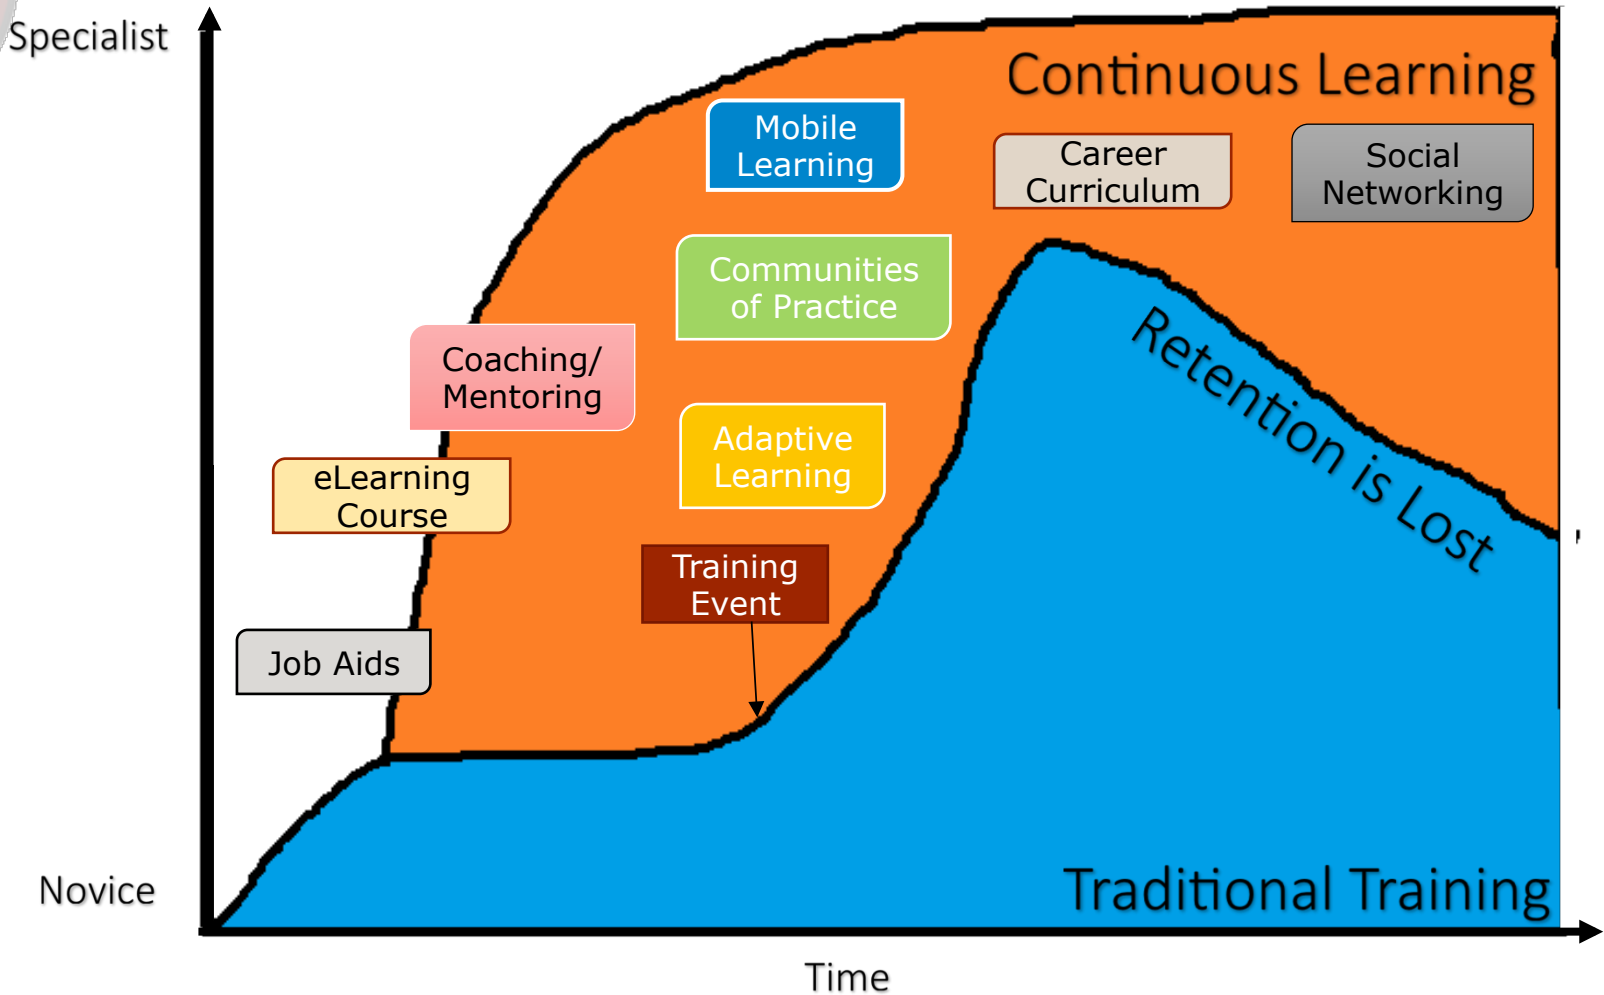 Specialist
Continuous Learning
Mobile
Learning
Career
Curriculum
Social
Networking
Communities
of Practice
Coaching/
Mentoring
Retention is Lost
Adaptive
Learning
eLearning
Course
Training
Event
Job Aids
Novice
Traditional Training
Time